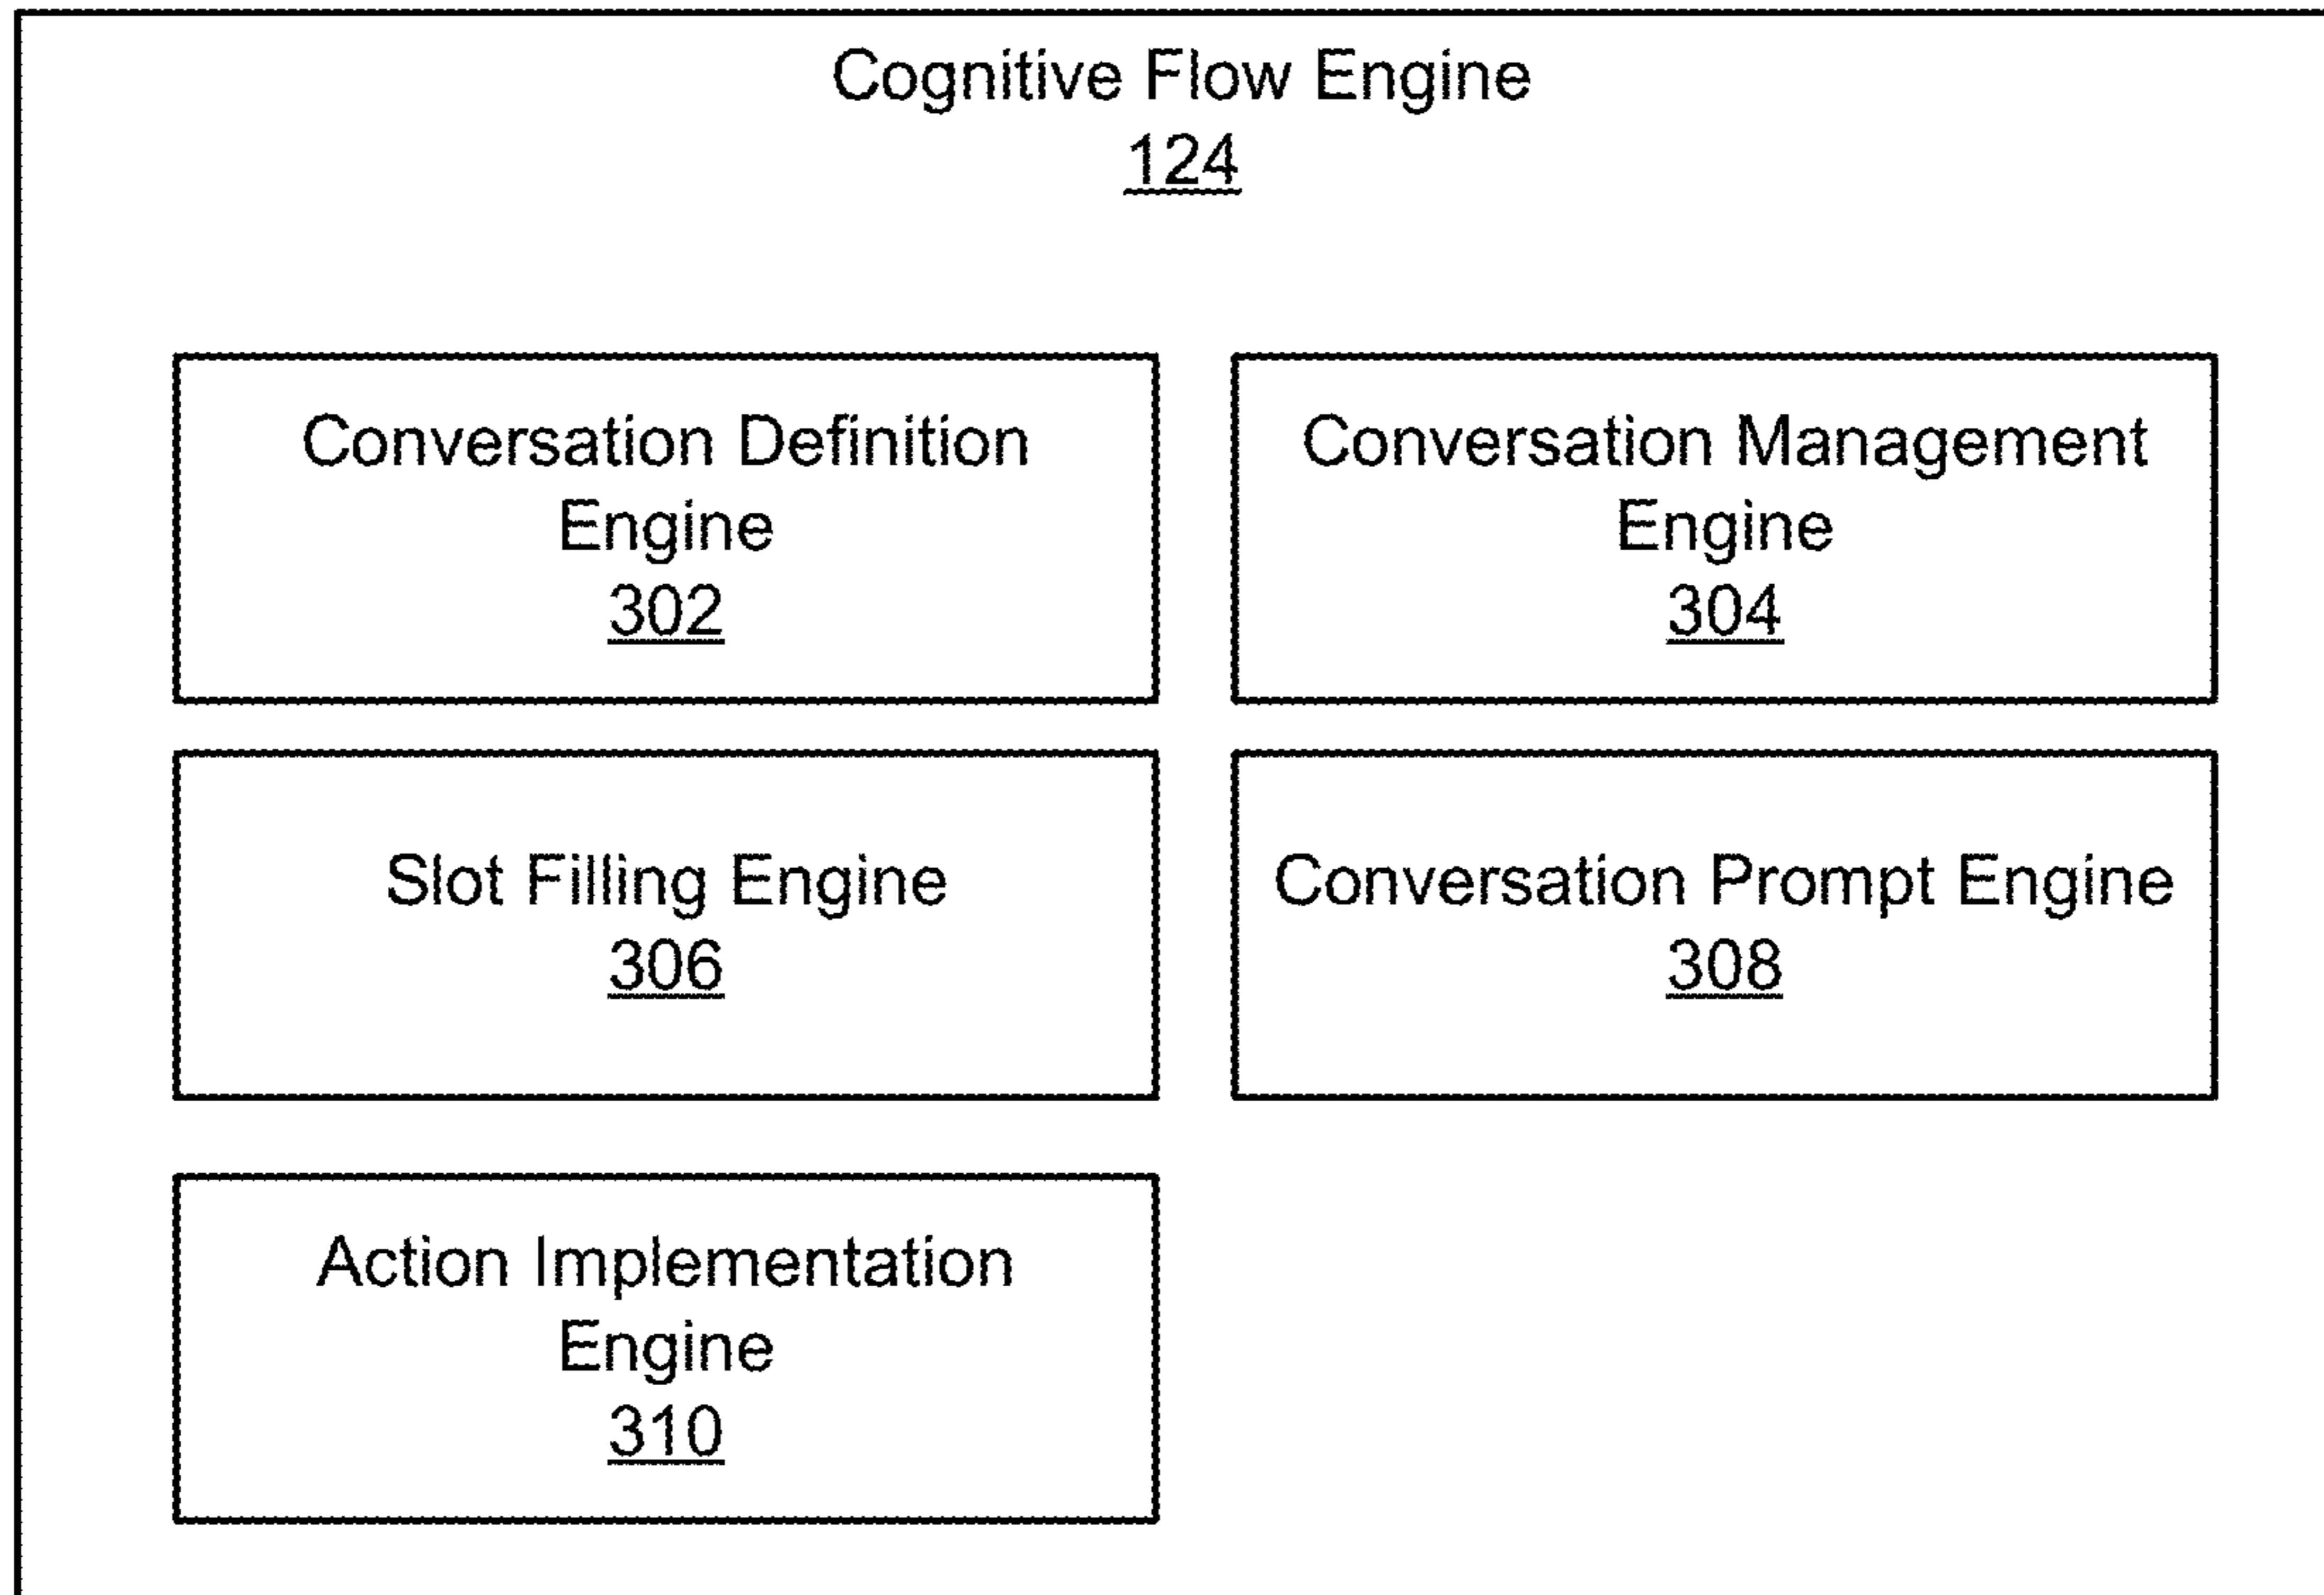 Cognitive Flow Engine
124
Conversation Definition
Engine
302
Conversation Management
Engine
304
Slot Filling Engine
306
Conversation Prompt Engine
308
Action Implementation
Engine
310